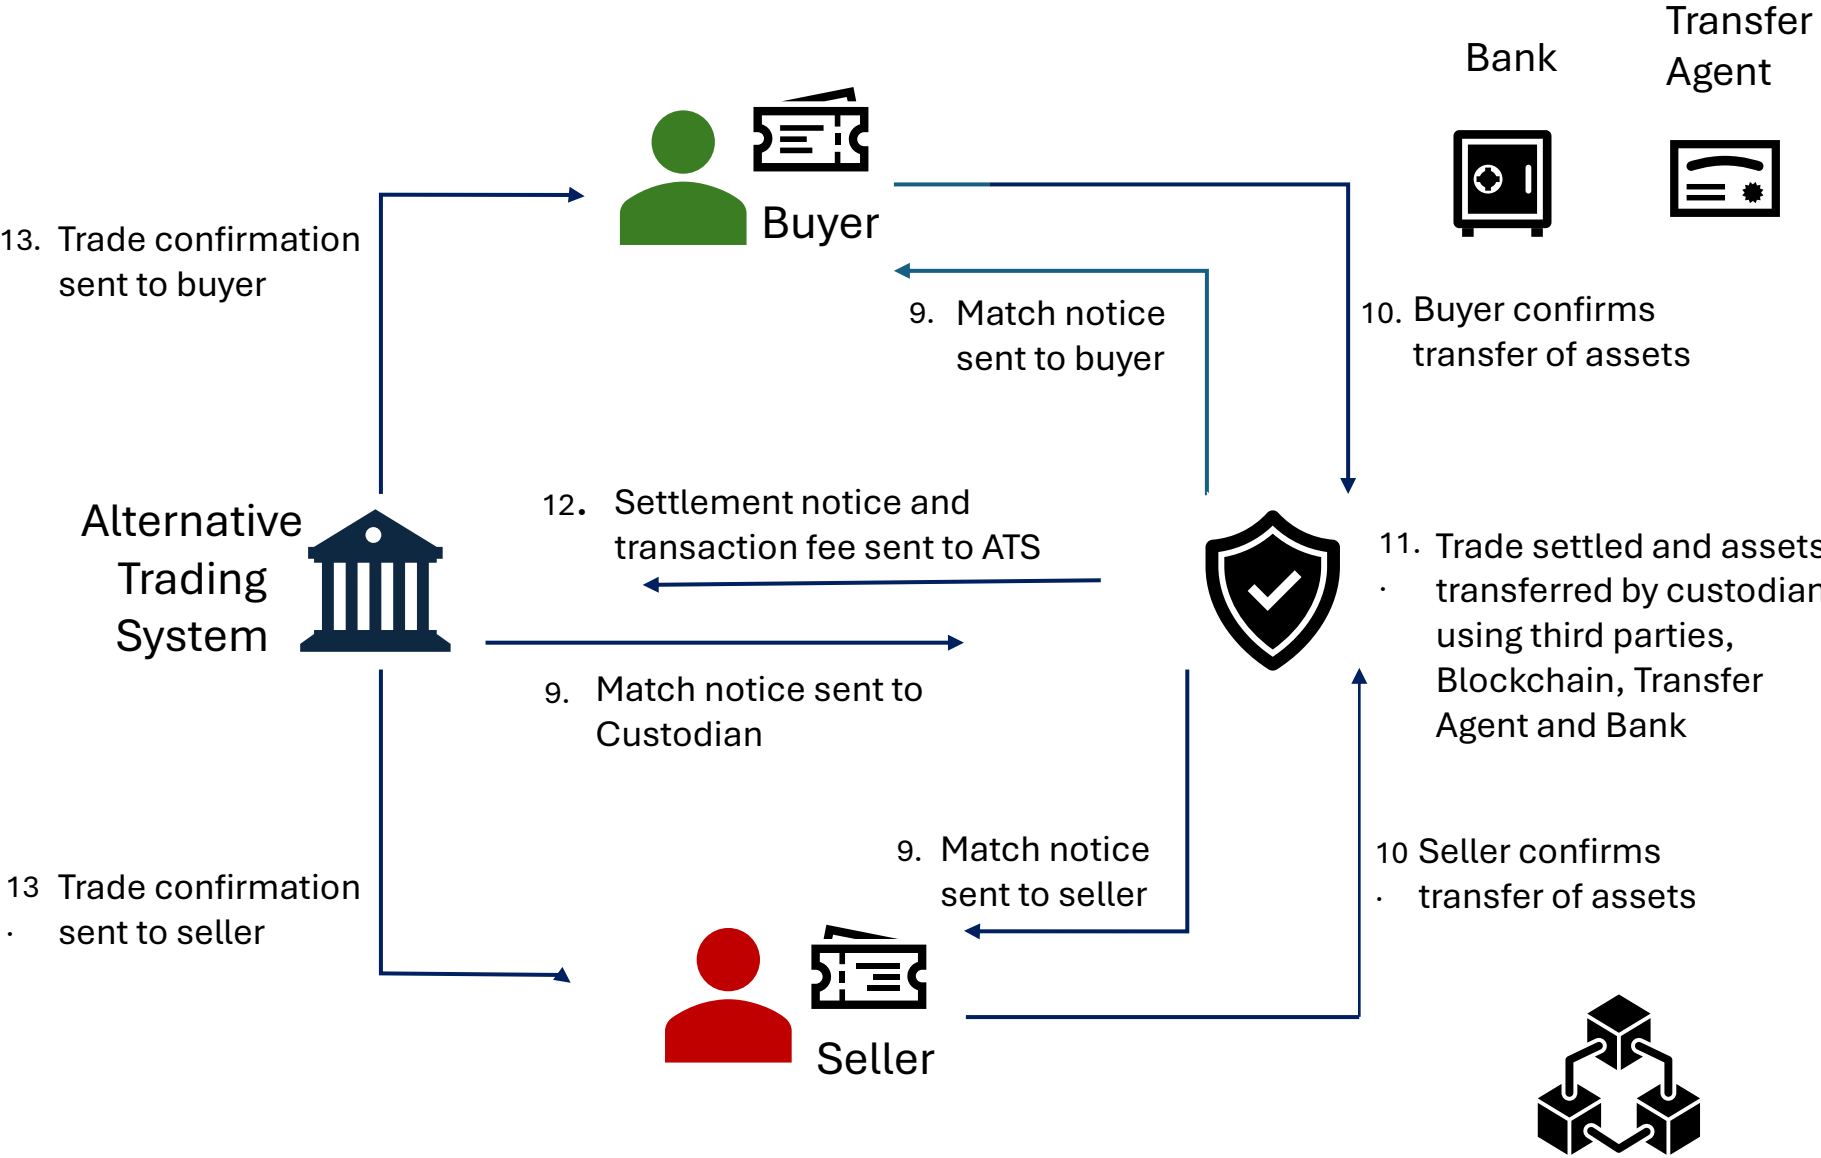 Bank
Transfer
Agent
Buyer
13. Trade confirmation
sent to buyer
9. Match notice
sent to buyer
10. Buyer confirms
transfer of assets
Alternative
Trading
System
12. Settlement notice and
transaction fee sent to ATS
9. Match notice sent to
Custodian
11. Trade settled and assets
. transferred by custodian
using third parties,
Blockchain, Transfer
Agent and Bank
9. Match notice
sent to seller
10 Seller confirms
. transfer of assets
13 Trade confirmation
. sent to seller
Seller